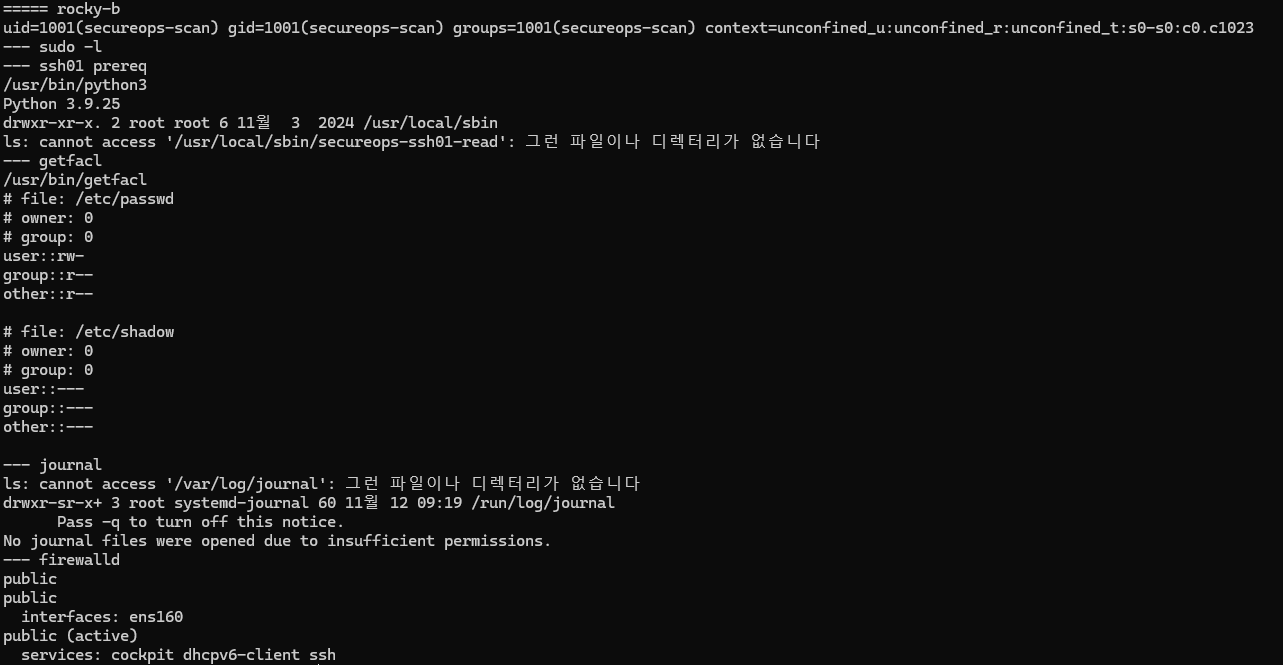 ===== rocky-b
uid=1001(secureops-scan) gid=1001(secureops-scan) groups=1001(secureops-scan) context=unconfined_u:unconfined_r:unconfined_t:s0-s0:c0.c1023
--- sudo -l
--- ssh01 prereq
/usr/bin/python3
Python 3.9.25
drwxr-xr-x. 2 root root 6 11월  3  2024 /usr/local/sbin
ls: cannot access '/usr/local/sbin/secureops-ssh01-read': 그런 파일이나 디렉터리가 없습니다
--- getfacl
/usr/bin/getfacl
# file: /etc/passwd
# owner: 0
# group: 0
user::rw-
group::r--
other::r--

# file: /etc/shadow
# owner: 0
# group: 0
user::---
group::---
other::---

--- journal
ls: cannot access '/var/log/journal': 그런 파일이나 디렉터리가 없습니다
drwxr-sr-x+ 3 root systemd-journal 60 11월 12 09:19 /run/log/journal
      Pass -q to turn off this notice.
No journal files were opened due to insufficient permissions.
--- firewalld
public
public
  interfaces: ens160
public (active)
  services: cockpit dhcpv6-client ssh